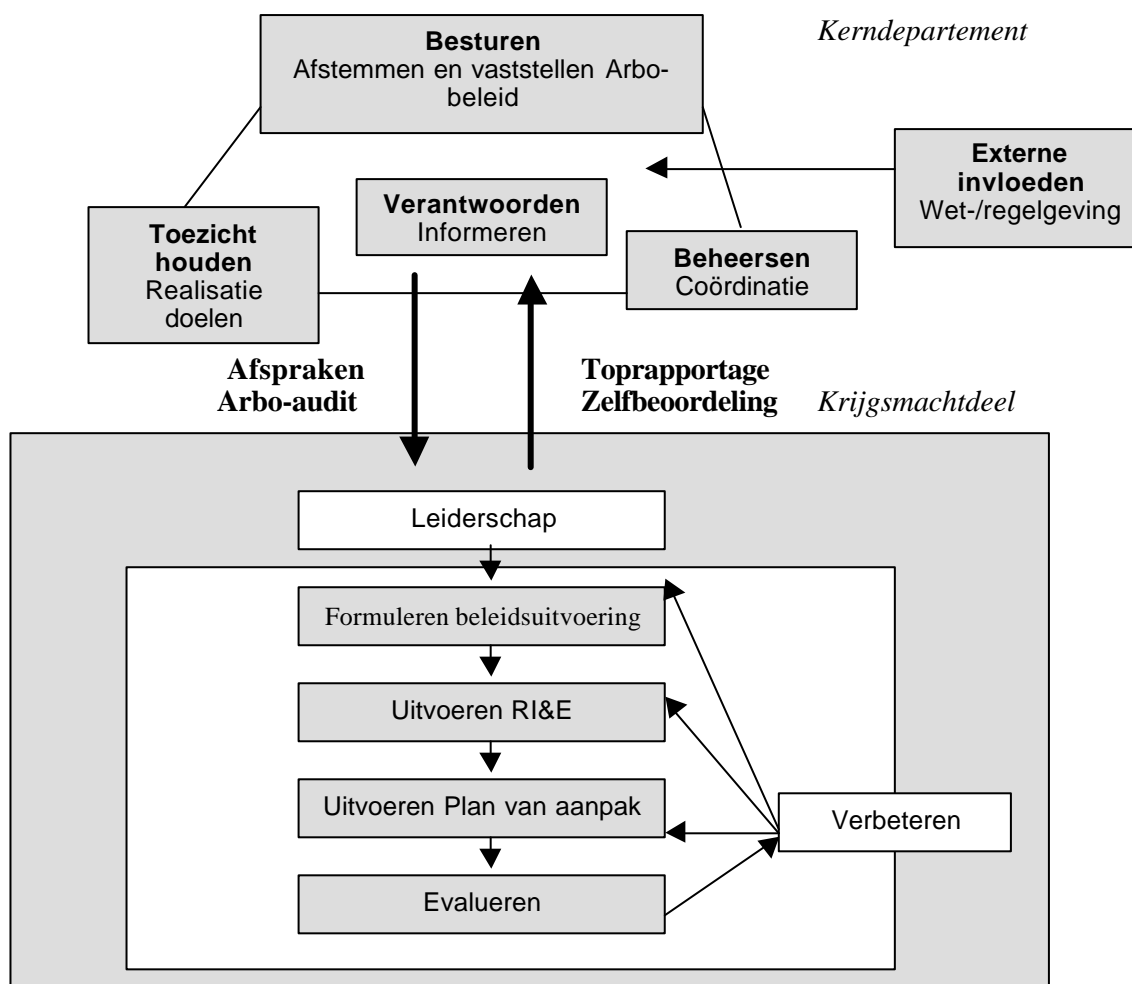 Kerndepartement
Besturen
Afstemmen en vaststellen Arbo-
beleid
Externe
invloeden
Wet-/regelgeving
Verantwoorden
Informeren
Toezicht
houden
Realisatie
doelen
Beheersen
Coördinatie
Afspraken
Arbo-audit
Toprapportage
Zelfbeoordeling
Krijgsmachtdeel
Leiderschap
Formuleren beleidsuitvoering
Uitvoeren RI&E
Uitvoeren Plan van aanpak
Verbeteren
Evalueren